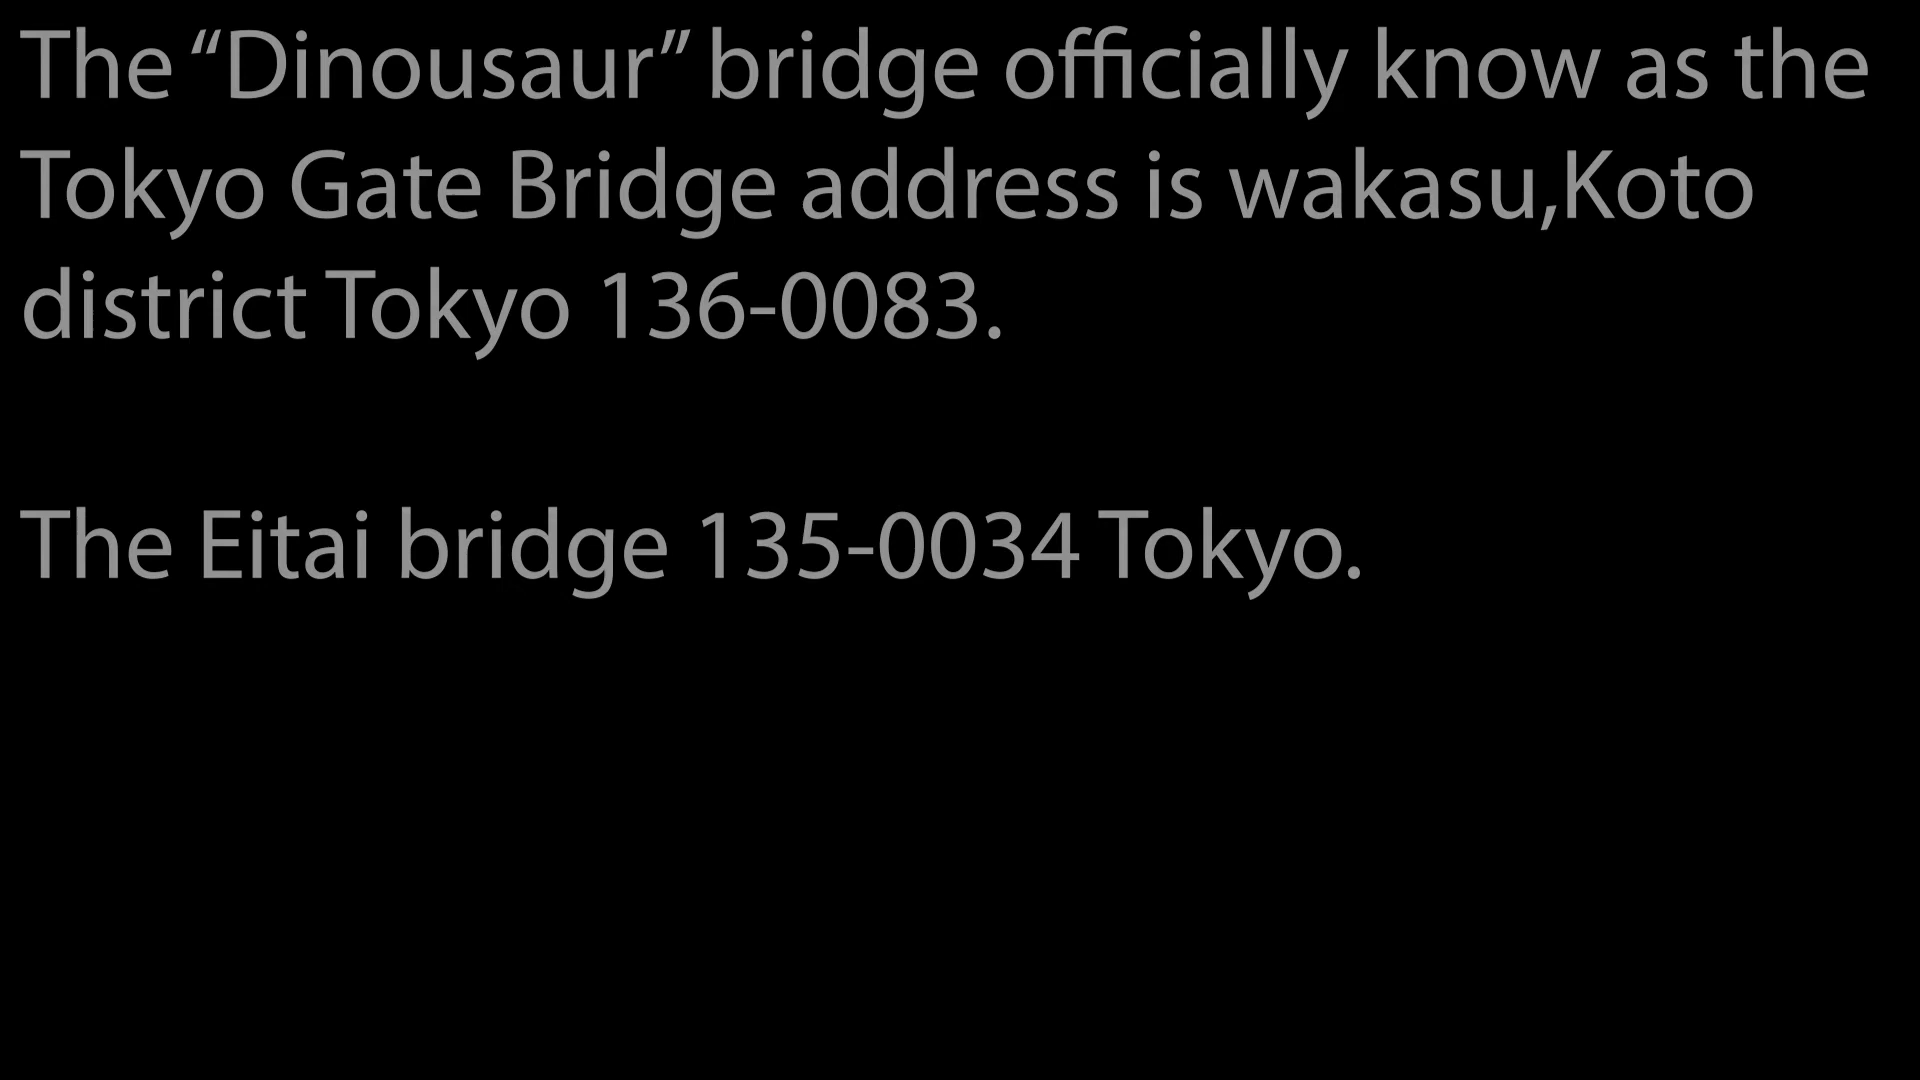 The “Dinousaur” bridge officially know as the
Tokyo Gate Bridge address is wakasu,Koto
district Tokyo 136-0083.
The Eitai bridge 135-0034 Tokyo.